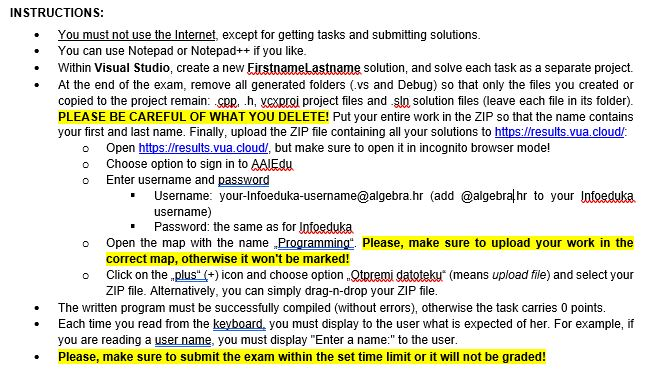 INSTRUCTIONS:
• You must not use the Internet, except for getting tasks and submitting solutions.
• You can use Notepad or Notepad++ if you like.
• Within Visual Studio, create a new FirstnameLastname solution, and solve each task as a separate project.
• At the end of the exam, remove all generated folders (.vs and Debug) so that only the files you created or
copied to the project remain: .cpp, .h, vcxproj project files and .sln solution files (leave each file in its folder).
PLEASE BE CAREFUL OF WHAT YOU DELETE! Put your entire work in the ZIP so that the name contains
your first and last name. Finally, upload the ZIP file containing all your solutions to https://results.vua.cloud/:
o Open https://results.vua.cloud/, but make sure to open it in incognito browser mode!
o Choose option to sign in to AAIEdu
o Enter username and password
▪ Username: your-Infoeduka-username@algebra.hr (add @algebra.hr to your Infoeduka
username)
▪ Password: the same as for Infoeduka
o Open the map with the name „Programming“. Please, make sure to upload your work in the
correct map, otherwise it won't be marked!
o Click on the „plus“ (+) icon and choose option „Otpremi datoteku“ (means upload file) and select your
ZIP file. Alternatively, you can simply drag-n-drop your ZIP file.
• The written program must be successfully compiled (without errors), otherwise the task carries 0 points.
• Each time you read from the keyboard, you must display to the user what is expected of her. For example, if
you are reading a user name, you must display "Enter a name:" to the user.
• Please, make sure to submit the exam within the set time limit or it will not be graded!